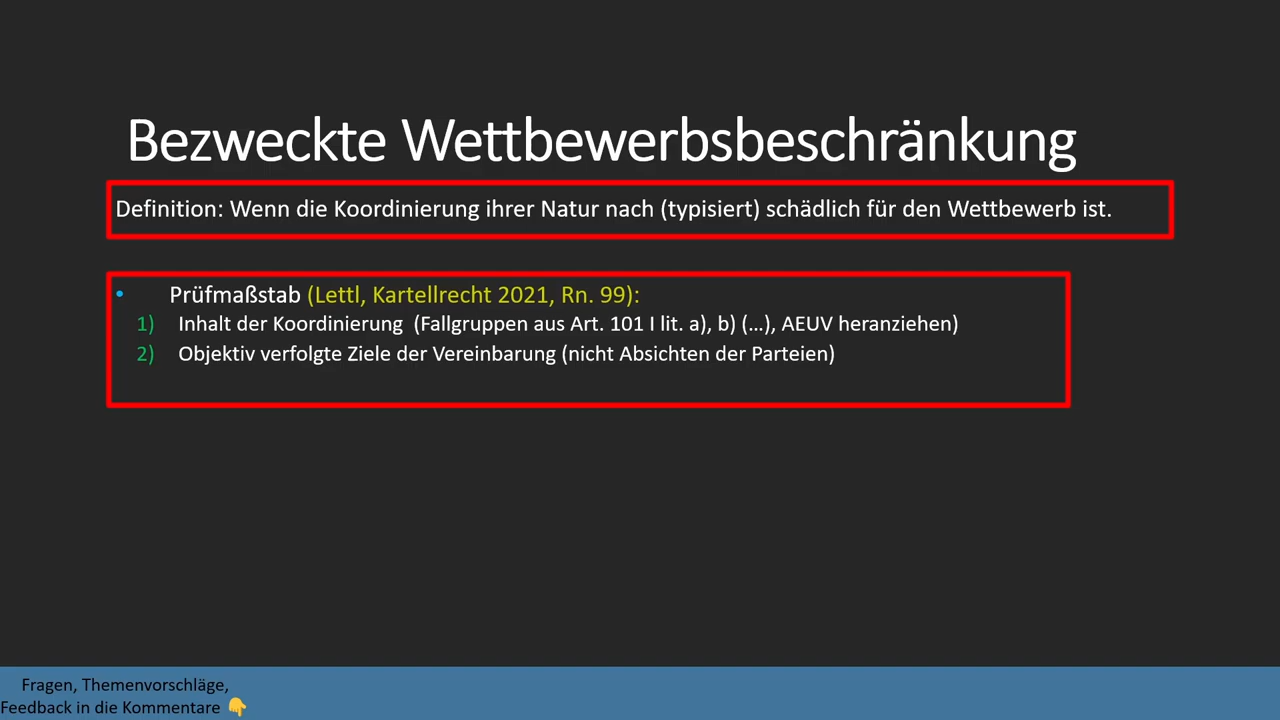 Bezweckte Wettbewerbsbeschränkung
Definition: Wenn die Koordinierung ihrer Natur nach (typisiert) schädlich für den Wettbewerb ist.
• Prüfmaßstab (Lettl, Kartellrecht 2021, Rn. 99):
1) Inhalt der Koordinierung (Fallgruppen aus Art. 101 I lit. a), b) (...), AEUV heranziehen)
2) Objektiv verfolgte Ziele der Vereinbarung (nicht Absichten der Parteien)
Fragen, Themenvorschläge,
Feedback in die Kommentare 👇